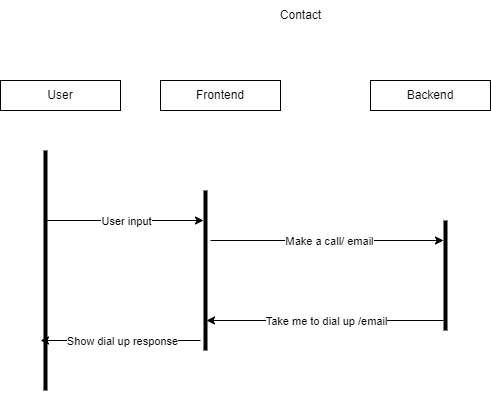 Contact
User
Frontend
Backend
User input
Make a call/ email
Take me to dial up /email
Show dial up response